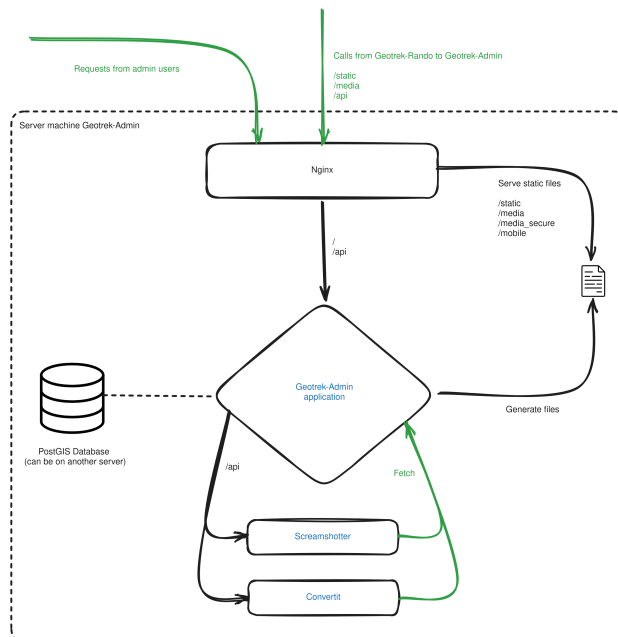 Calls from Geotrek-Rando to Geotrek-Admin
Requests from admin users
/static
/media
/api
Server machine Geotrek-Admin
Nginx
Serve static files
/static
/media
/media_secure
/mobile
/
/api
Geotrek-Admin
application
Generate files
PostGIS Database
(can be on another server)
/api
Fetch
Screamshotter
Convertit